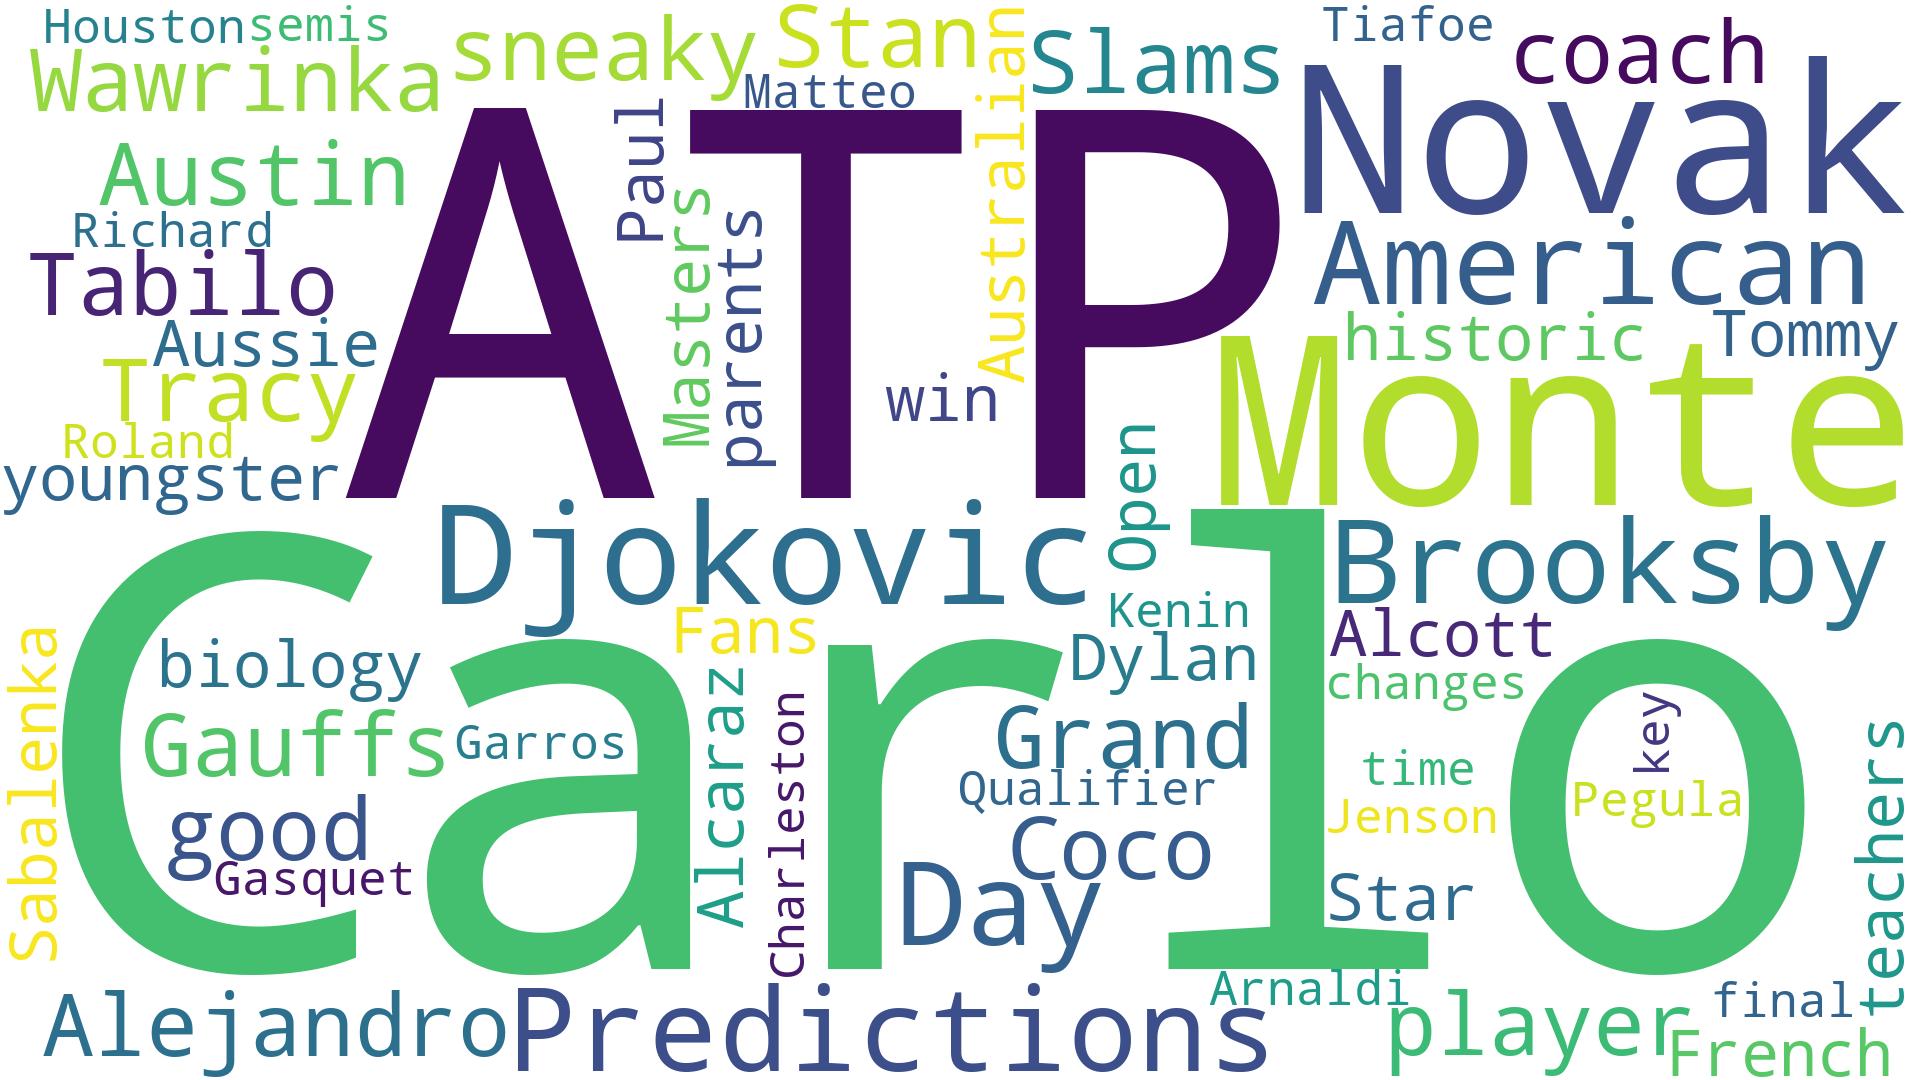 Houston
semis
sneaky
Stan
Tiafoe
coach
Wawrinka
Matteo
Australian
Slams
Novak
Austin
Paul
ATP
Richard
Masters
parents
American
Tabilo
historic
Tommy
Aussie
Tracy
win
Monte
Roland
youngster
Open
Djokovic
Brooksby
Carlo
Kenin
Alcott
Fans
Dylan
Sabalenka
biology
changes
Gauffs
Garros
Alcaraz
Charleston
Grand
key
time
Qualifier
Pegula
teachers
Jenson
good
Coco
Gasquet
Day
Star
Arnaldi
Alejandro
Predictions
player
final
French